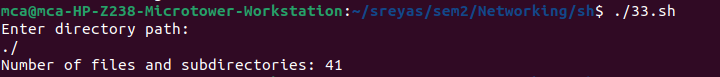 mca@mca-HP-Z238-Microtower-Workstation:~/sreyas/sem2/Networking/sh$ ./33.sh
Enter directory path:
./
Number of files and subdirectories: 41